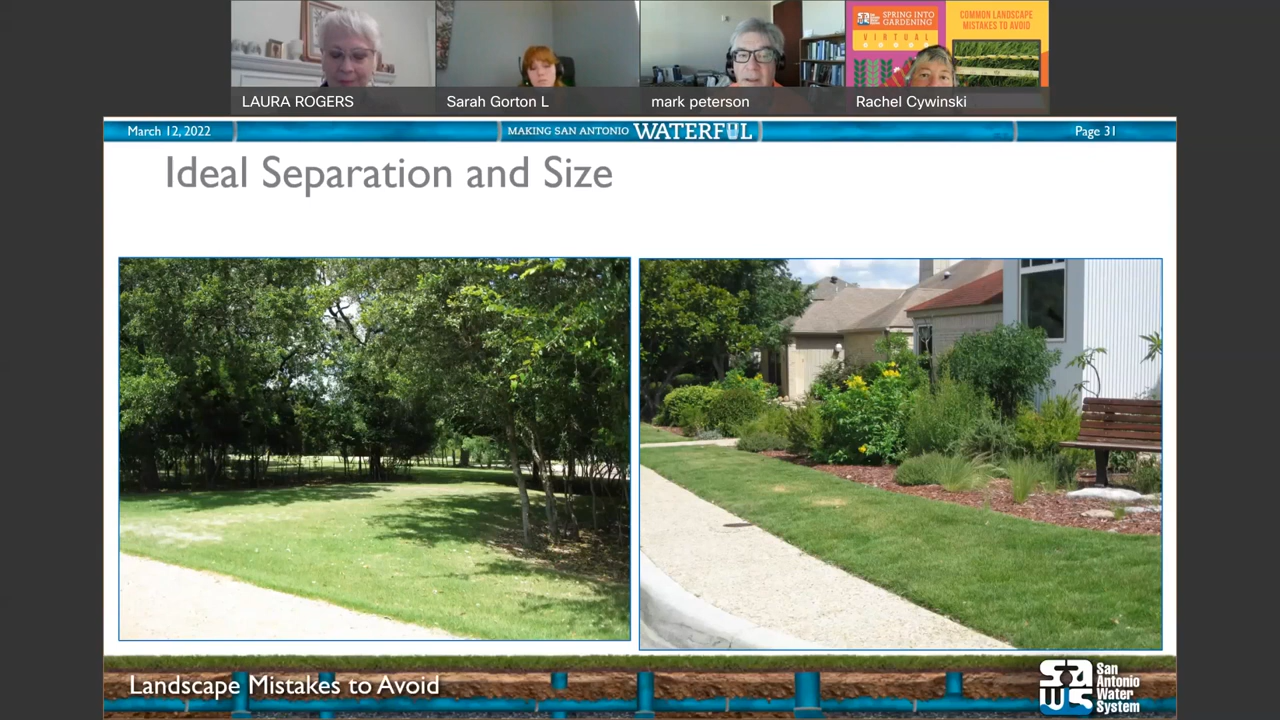 SPRING INTO
GARDENING
VIRTUAL
COMMON LANDSCAPE
MISTAKES TO AVOID
LAURA ROGERS
Sarah Gorton L
mark peterson
Rachel Cywinski
March 12, 2022
MAKING SAN ANTONIO WATERFUL
Page 31
Ideal Separation and Size
Landscape Mistakes to Avoid
San
Antonio
Water
System